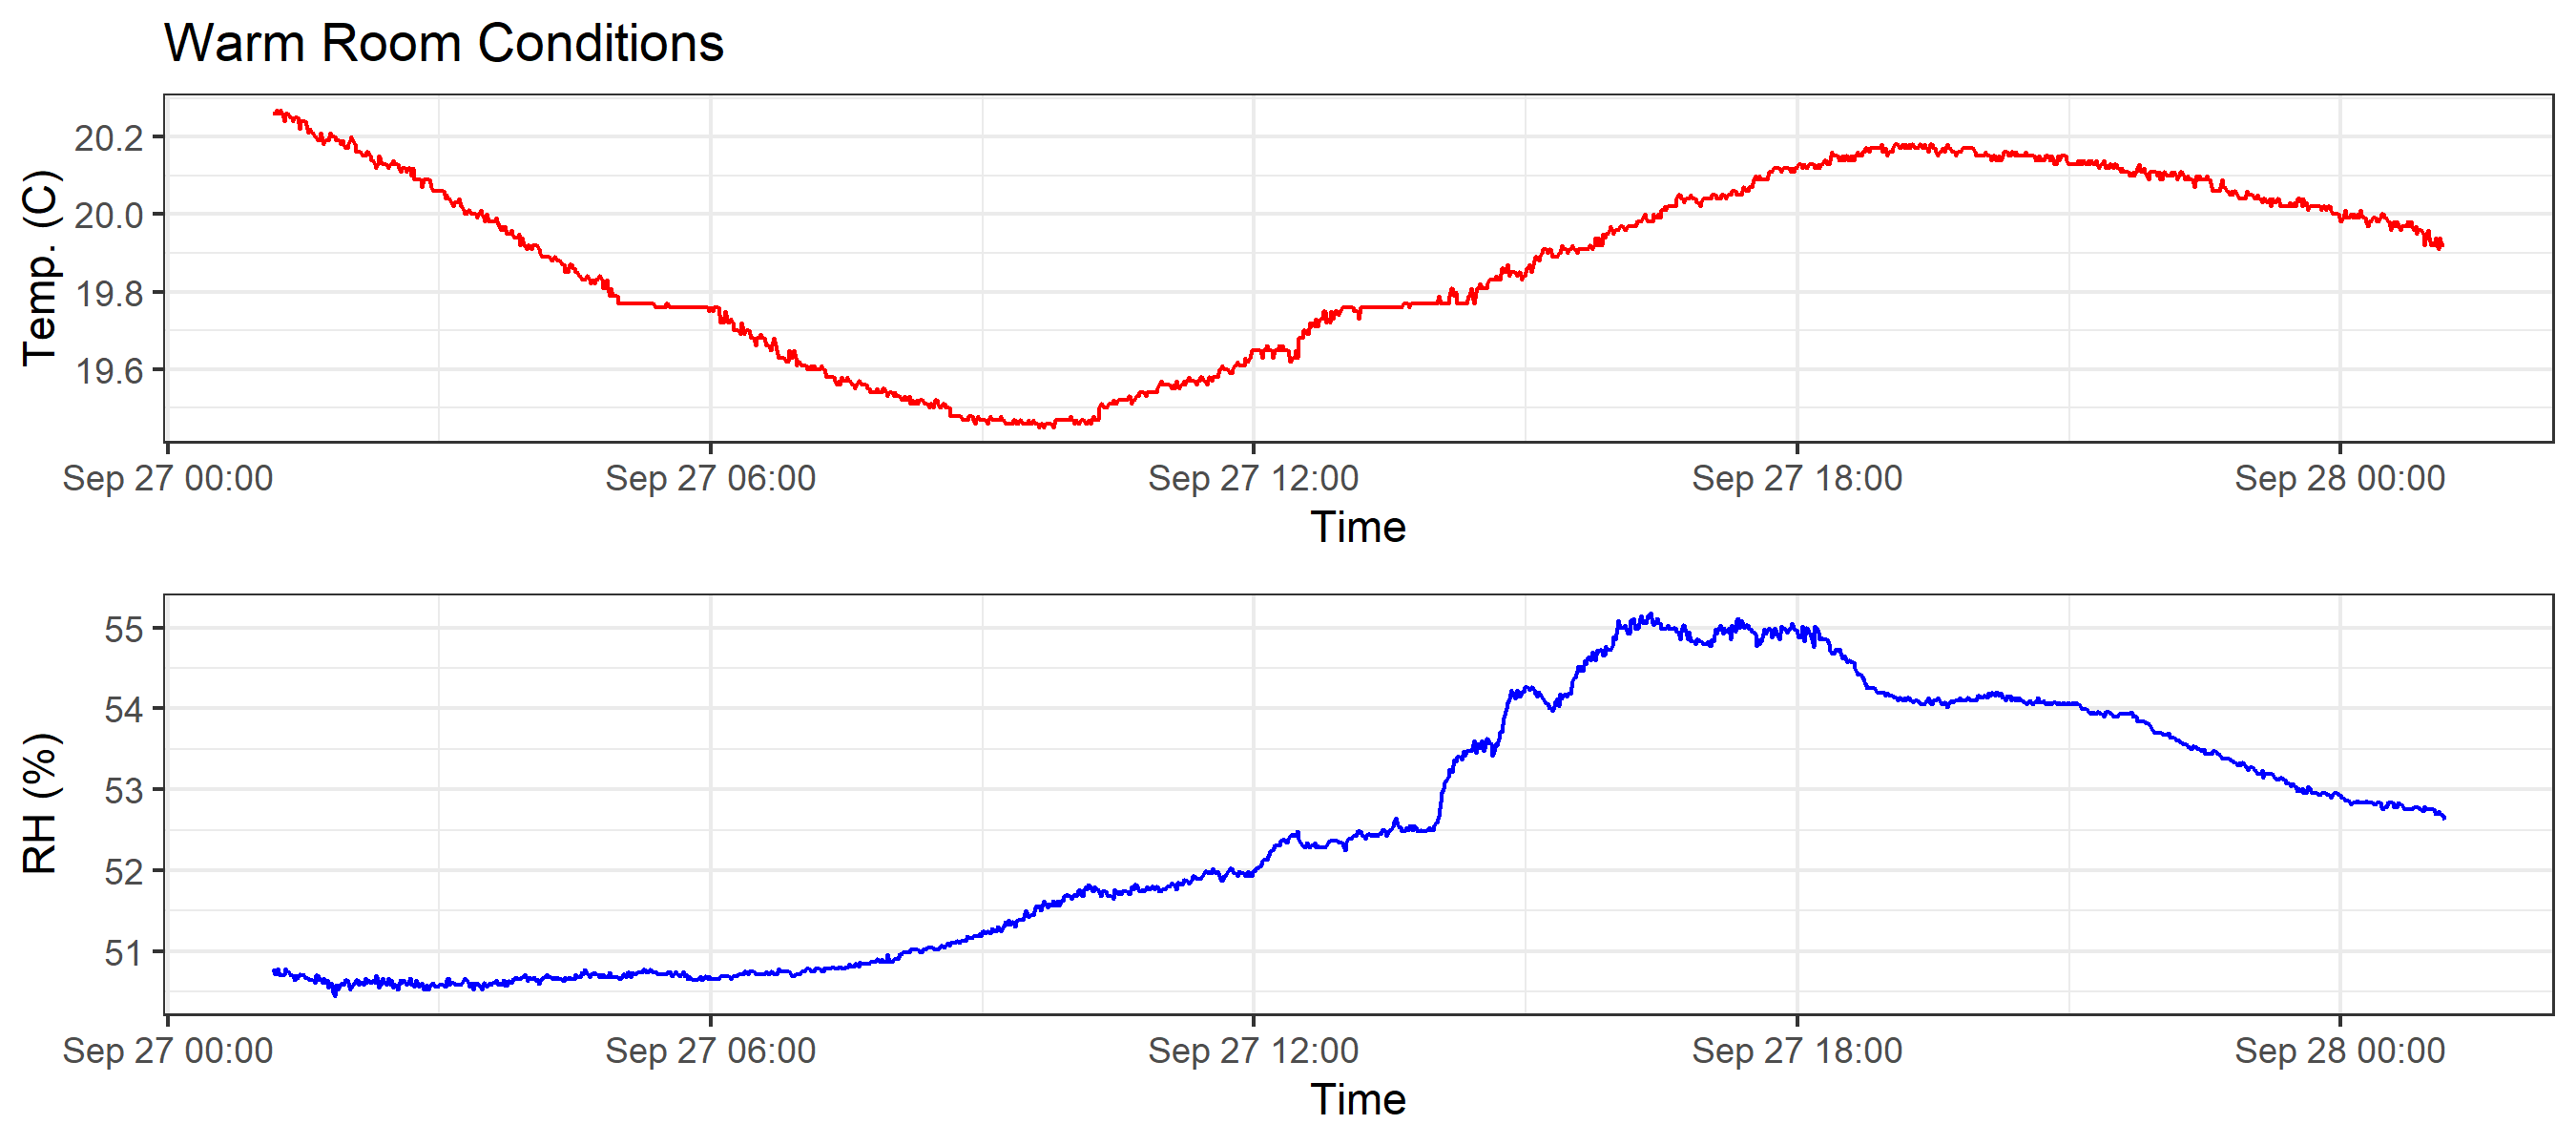 Warm Room Conditions
Temp. (C)
20.2
20.0
19.8
19.6
Sep 27 00:00 Sep 27 06:00 Sep 27 12:00 Sep 27 18:00 Sep 28 00:00
Time
RH (%)
55
54
53
52
51
Sep 27 00:00 Sep 27 06:00 Sep 27 12:00 Sep 27 18:00 Sep 28 00:00
Time